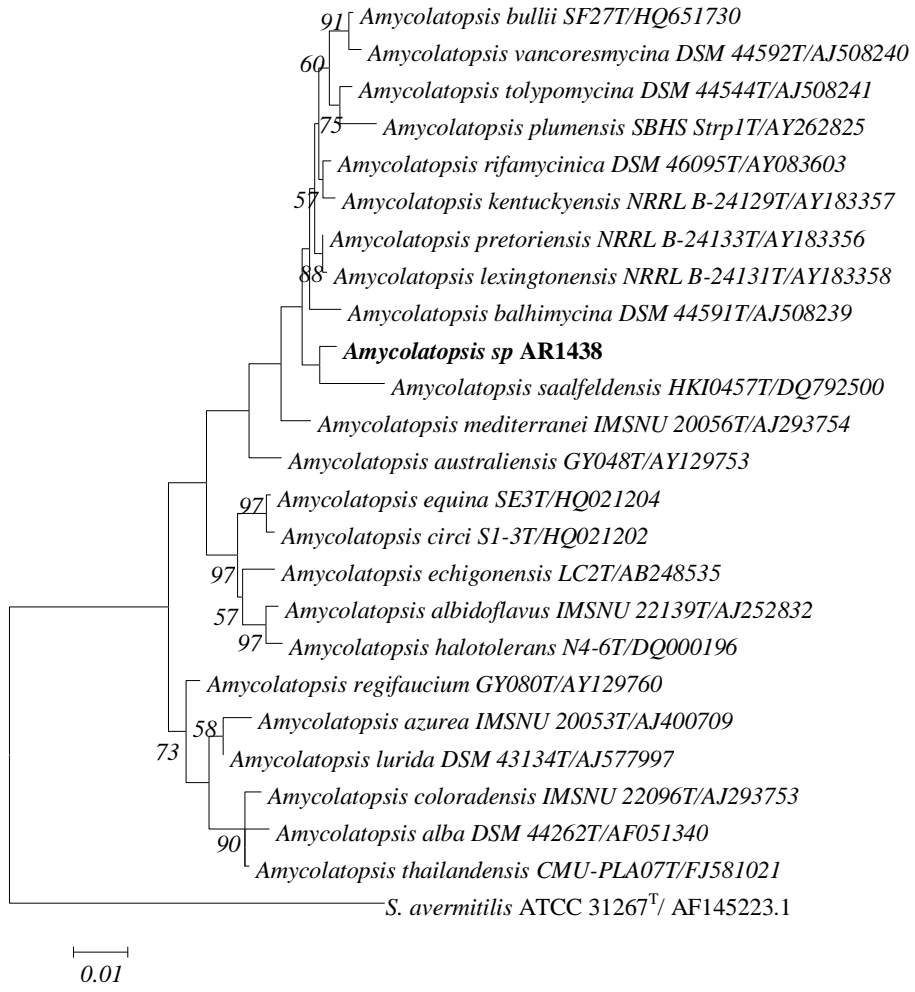 91
Amycolatopsis bullii SF27T/HQ651730
Amycolatopsis vancoresmycina DSM 44592T/AJ508240
60
Amycolatopsis tolypomycina DSM 44544T/AJ508241
75
Amycolatopsis plumensis SBHS Strp1T/AY262825
Amycolatopsis rifamycinica DSM 46095T/AY083603
57
Amycolatopsis kentuckyensis NRRL B-24129T/AY183357
Amycolatopsis pretoriensis NRRL B-24133T/AY183356
88
Amycolatopsis lexingtonensis NRRL B-24131T/AY183358
Amycolatopsis balhimycina DSM 44591T/AJ508239
Amycolatopsis sp AR1438
Amycolatopsis saalfeldensis HKI0457T/DQ792500
Amycolatopsis mediterranei IMSNU 20056T/AJ293754
Amycolatopsis australiensis GY048T/AY129753
97
Amycolatopsis equina SE3T/HQ021204
Amycolatopsis circi S1-3T/HQ021202
97
Amycolatopsis echigonensis LC2T/AB248535
57
Amycolatopsis albidoflavus IMSNU 22139T/AJ252832
97
Amycolatopsis halotolerans N4-6T/DQ000196
Amycolatopsis regifaucium GY080T/AY129760
58
Amycolatopsis azurea IMSNU 20053T/AJ400709
73
Amycolatopsis lurida DSM 43134T/AJ577997
Amycolatopsis coloradensis IMSNU 22096T/AJ293753
Amycolatopsis alba DSM 44262T/AF051340
90
Amycolatopsis thailandensis CMU-PLA07T/FJ581021
S. avermitilis ATCC 31267ᵀ/ AF145223.1
0.01